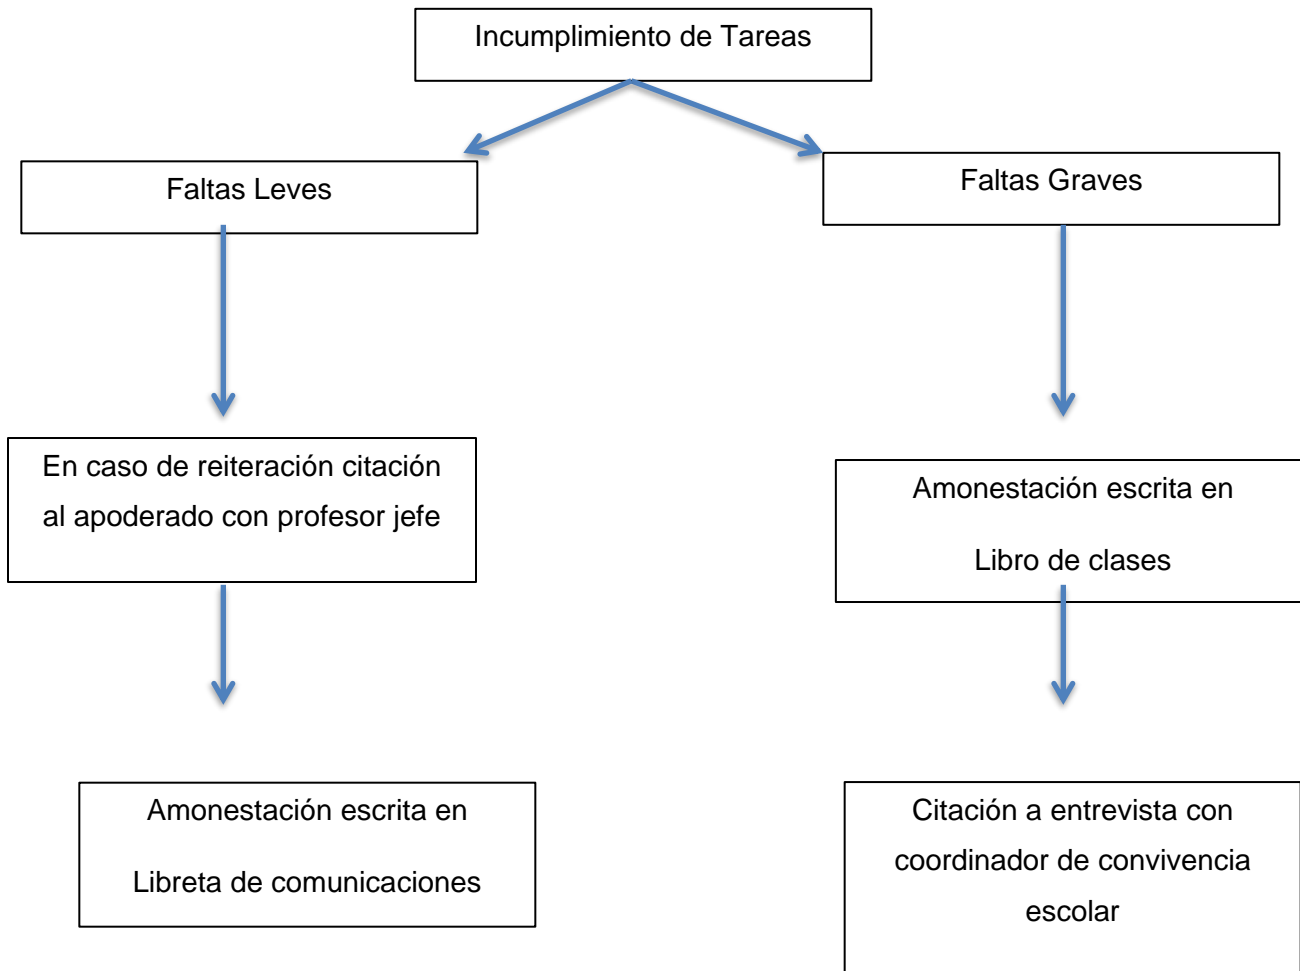 Incumplimiento de Tareas
Faltas Leves
Faltas Graves
En caso de reiteración citación
al apoderado con profesor jefe
Amonestación escrita en
Libro de clases
Amonestación escrita en
Libreta de comunicaciones
Citación a entrevista con
coordinador de convivencia
escolar